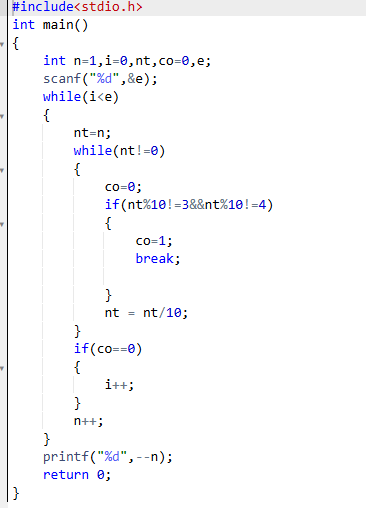 #include<stdio.h>
int main()
{
    int n=1,i=0,nt,co=0,e;
    scanf("%d",&e);
    while(i<e)
    {
        nt=n;
        while(nt!=0)
        {
            co=0;
            if(nt%10!=3&&nt%10!=4)
            {
                co=1;
                break;

            }
            nt = nt/10;
        }
        if(co==0)
        {
            i++;
        }
        n++;
    }
    printf("%d",--n);
    return 0;
}